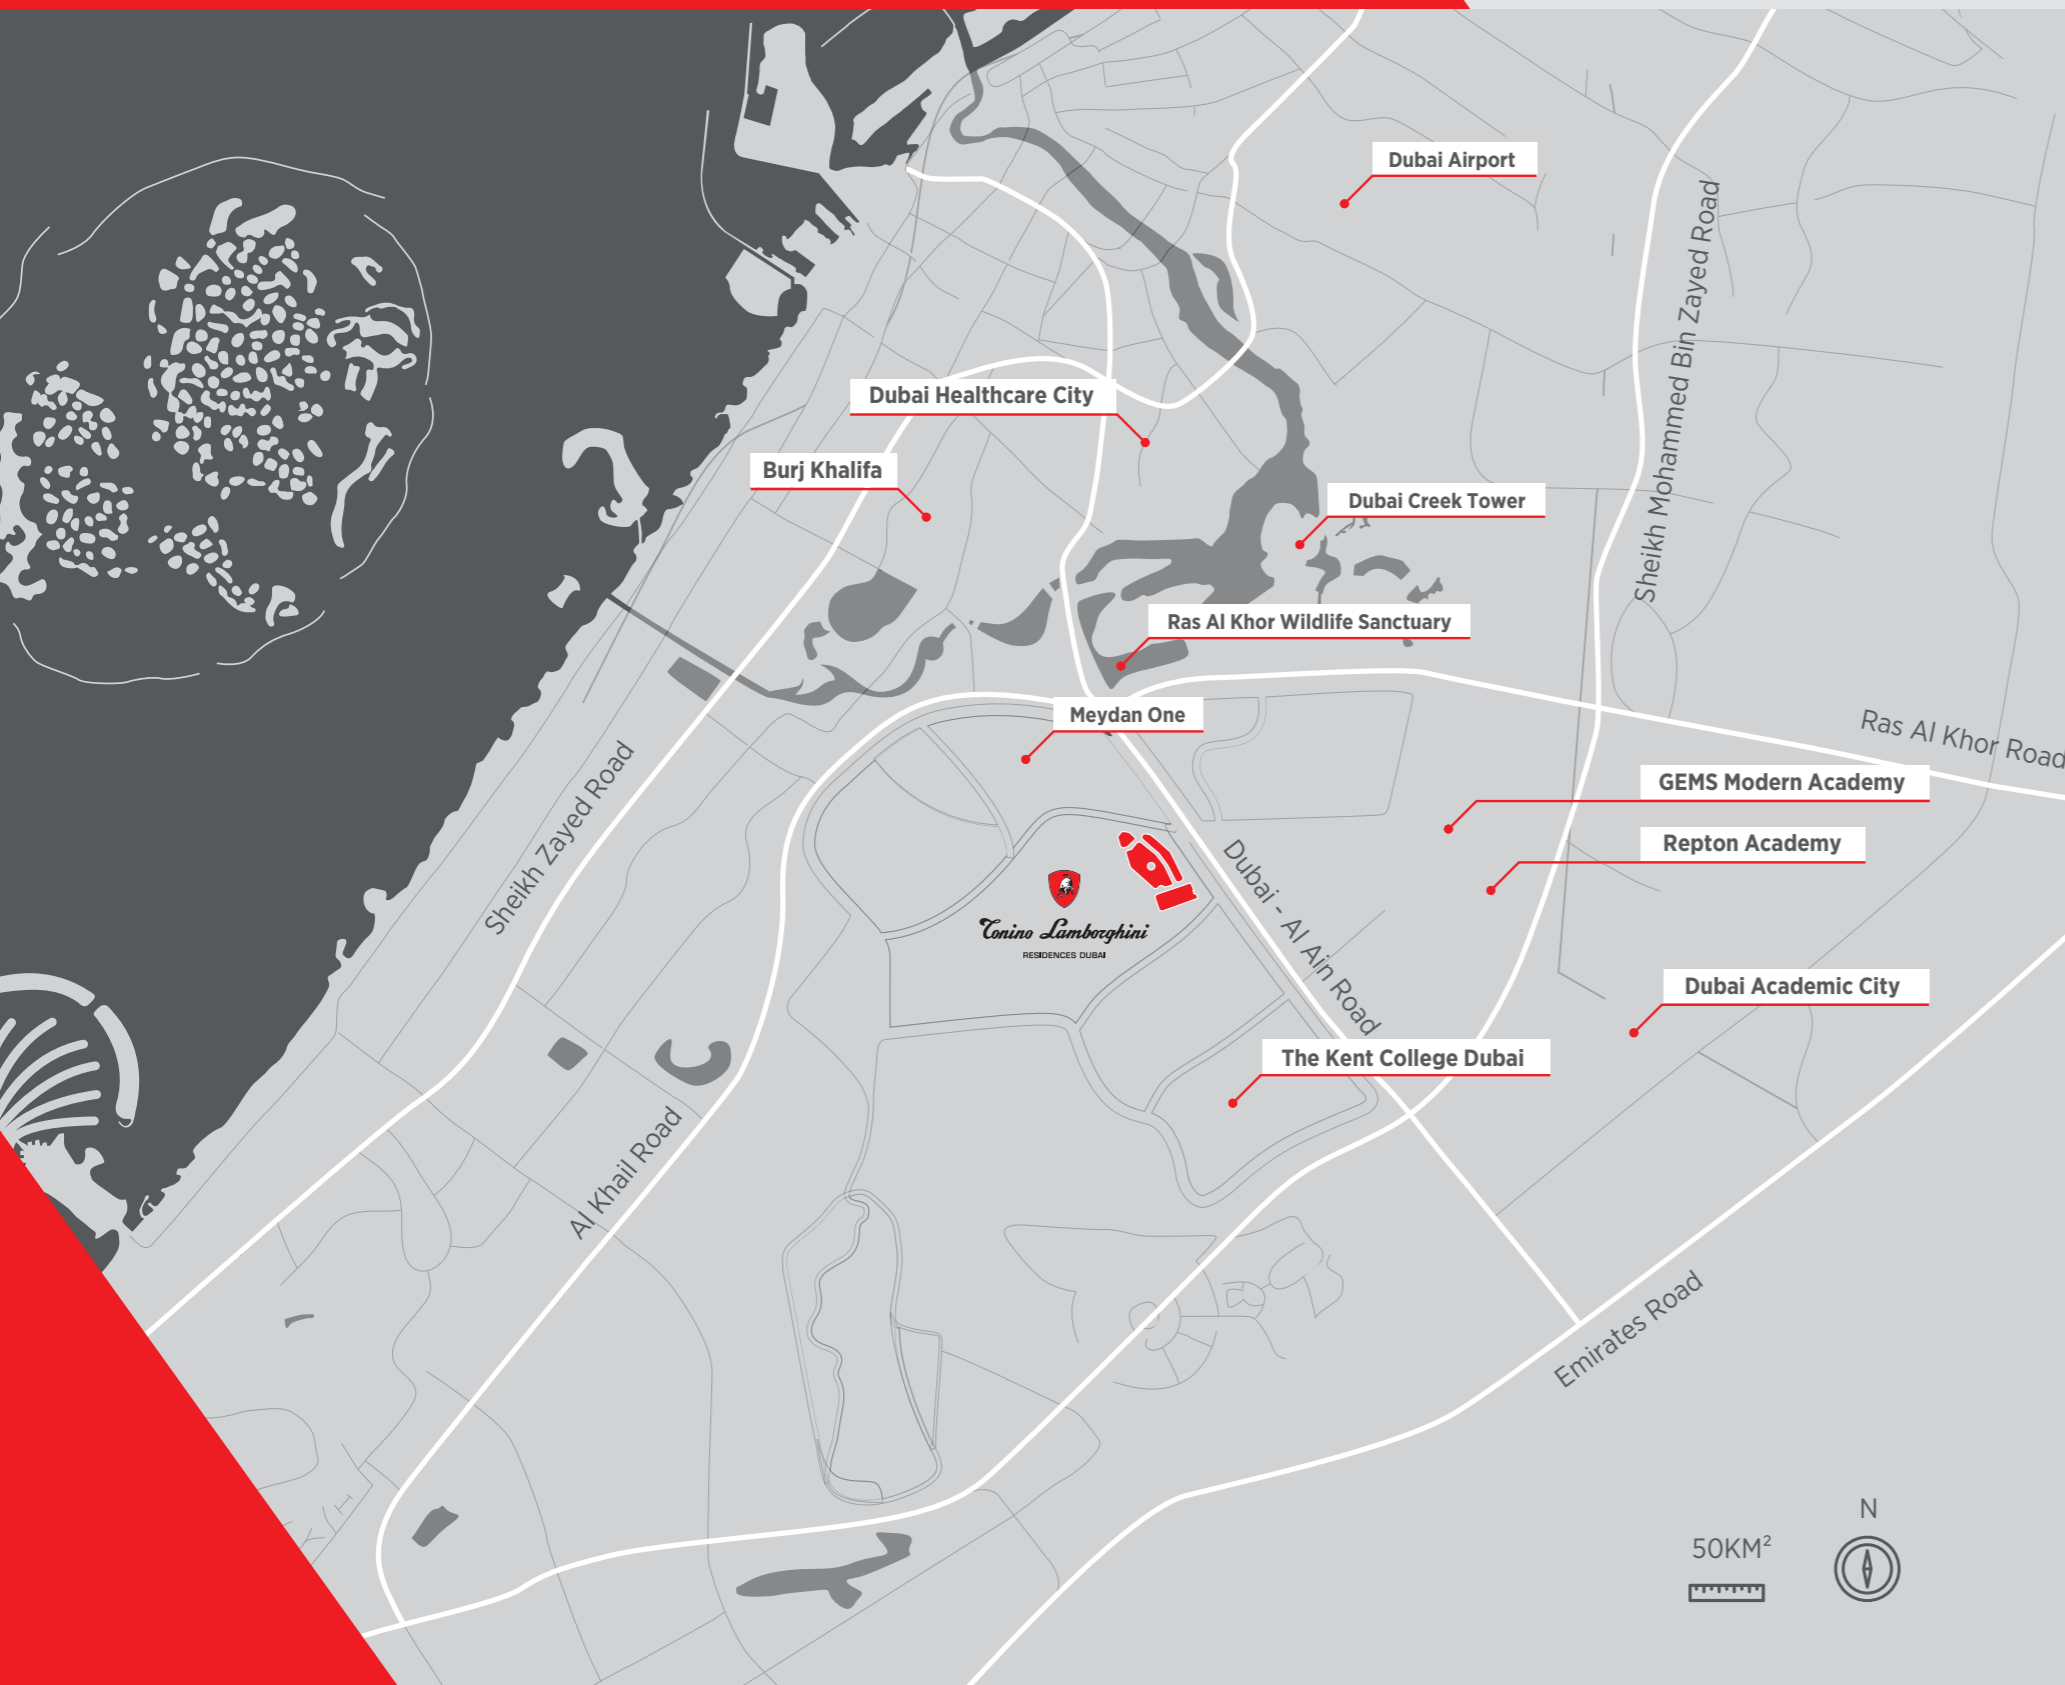 Dubai Airport
Sheikh Mohammed Bin Zayed Road
Dubai Healthcare City
Burj Khalifa
Dubai Creek Tower
Ras Al Khor Wildlife Sanctuary
Meydan One
Ras Al Khor Road
GEMS Modern Academy
Sheikh Zayed Road
Repton Academy
Dubai - Al Ain Road
Tonino Lamborghini
RESIDENCES DUBAI
Dubai Academic City
The Kent College Dubai
Al Khail Road
Emirates Road
N
50KM²